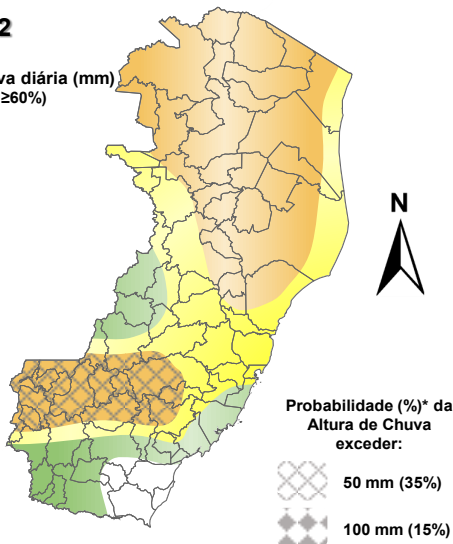 2
va diária (mm)
≥60%)
N
Probabilidade (%)* da
Altura de Chuva
exceder:
50 mm (35%)
100 mm (15%)